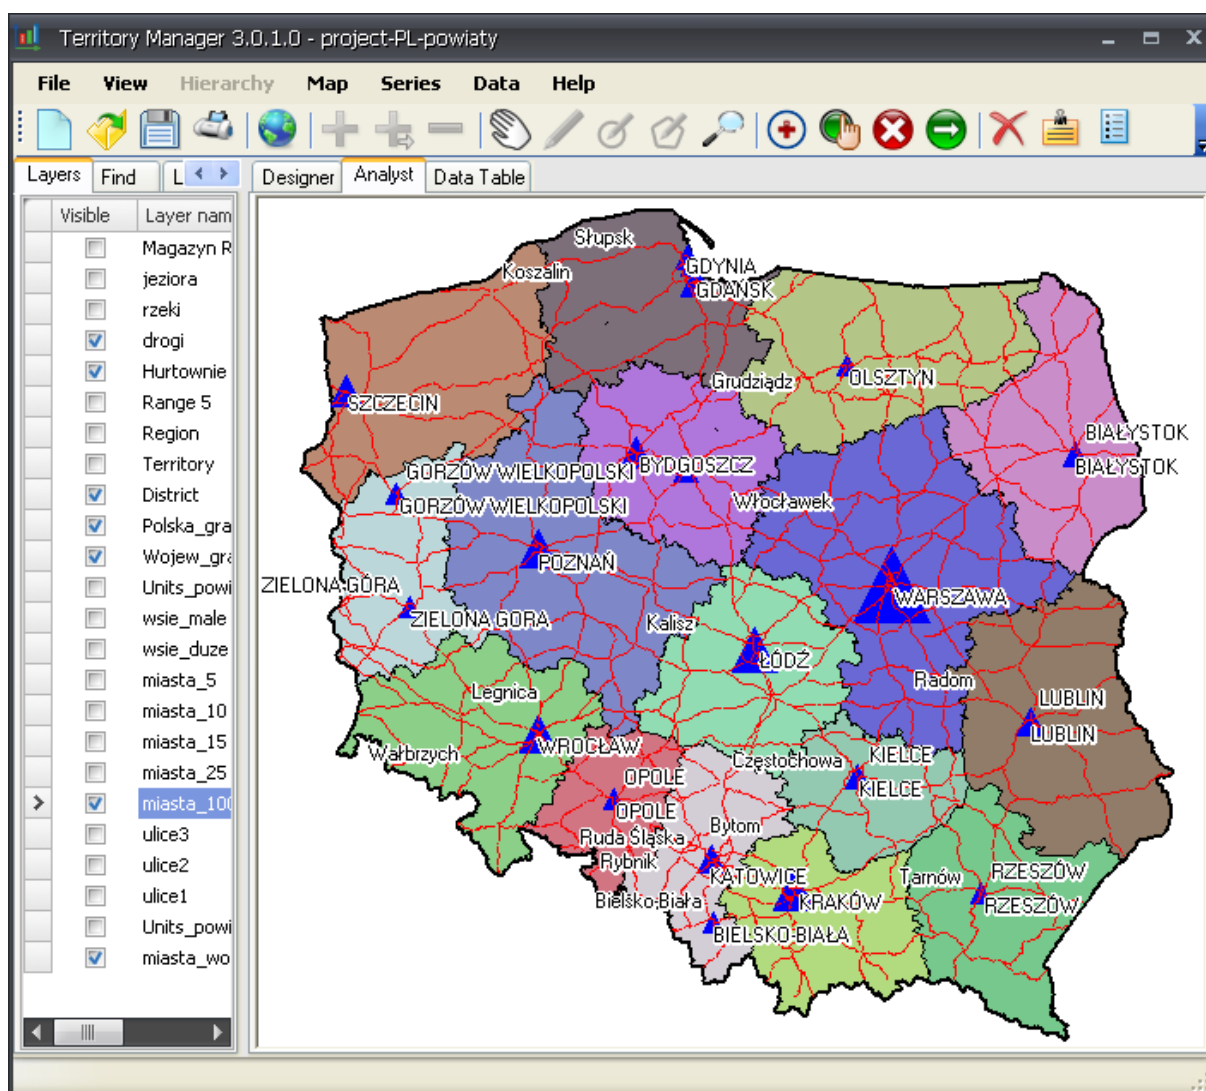 Territory Manager 3.0.1.0 - project-PL-powiaty
File View Hierarchy Map Series Data Help
Layers Find L Designer Analyst Data Table
Visible Layer nam
Magazyn R
jeziora
rzeki
drogi
Hurtownie
Range 5
Region
Territory
District
Polska_gra
Wojew_gra
Units_powi
wsie_male
wsie_duze
miasta_5
miasta_10
miasta_15
miasta_25
miasta_100
ulice3
ulice2
ulice1
Units_powi
miasta_wo
Słupsk
GDYNIA
Koszalin
GDAŃSK
Grudziądz
OLSZTYN
SZCZECIN
BIAŁYSTOK
BYDGOSZCZ
BIAŁYSTOK
GORZÓW WIELKOPOLSKI
Włocławek
GORZÓW WIELKOPOLSKI
POZNAŃ
ZIELONA GÓRA
WARSZAWA
ZIELONA GORA
Kalisz
ŁÓDŹ
Radom
Legnica
LUBLIN
LUBLIN
WROCŁAW
Wałbrzych
KIELCE
Częstochowa
OPOLE
KIELCE
OPOLE
Bytom
Ruda Śląska
Rybnik
KATOWICE
Tarnów
RZESZÓW
Bielsko-Biała
KRAKÓW
RZESZÓW
BIELSKO-BIAŁA